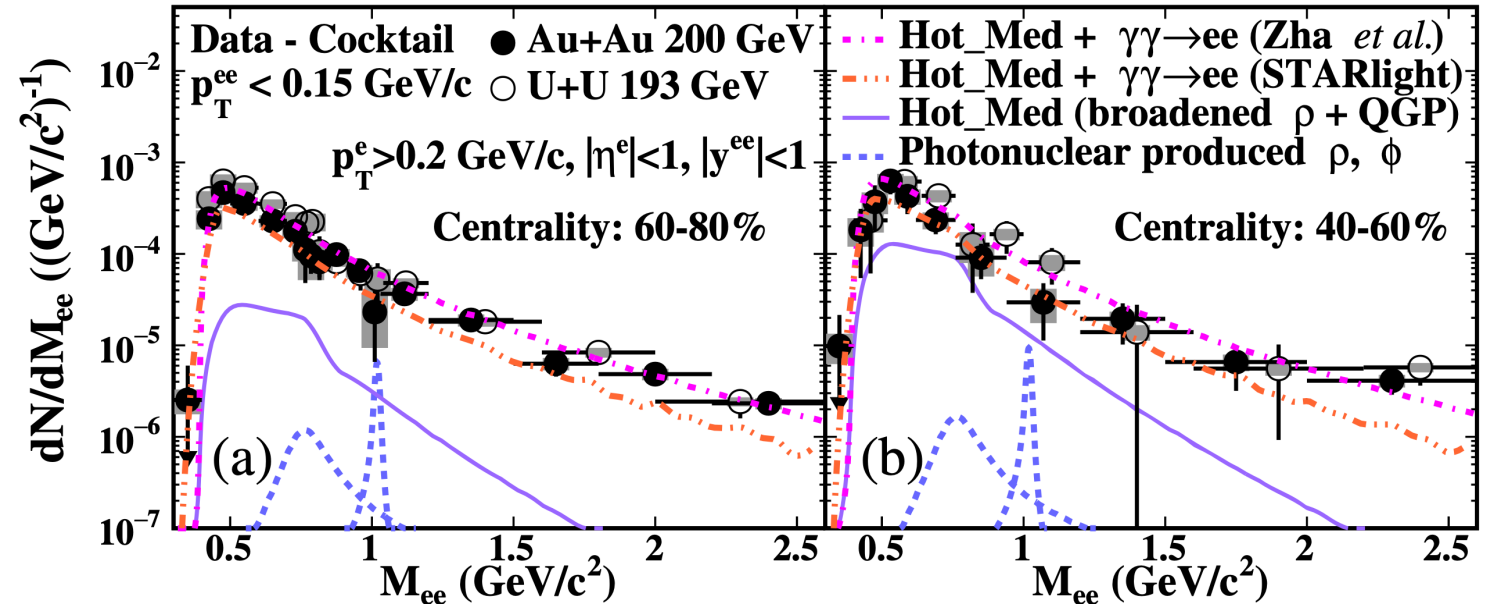 dN/dM_ee ((GeV/c²)⁻¹)
10⁻²
10⁻³
10⁻⁴
10⁻⁵
10⁻⁶
10⁻⁷
Data - Cocktail ● Au+Au 200 GeV
p_T^ee < 0.15 GeV/c ○ U+U 193 GeV
p_T^e>0.2 GeV/c, |η^e|<1, |y^ee|<1
Centrality: 60-80%
(a)
0.5 1 1.5 2 2.5
M_ee (GeV/c²)
Hot_Med + γγ→ee (Zha et al.)
Hot_Med + γγ→ee (STARlight)
Hot_Med (broadened ρ + QGP)
Photonuclear produced ρ, ϕ
Centrality: 40-60%
(b)
0.5 1 1.5 2 2.5
M_ee (GeV/c²)